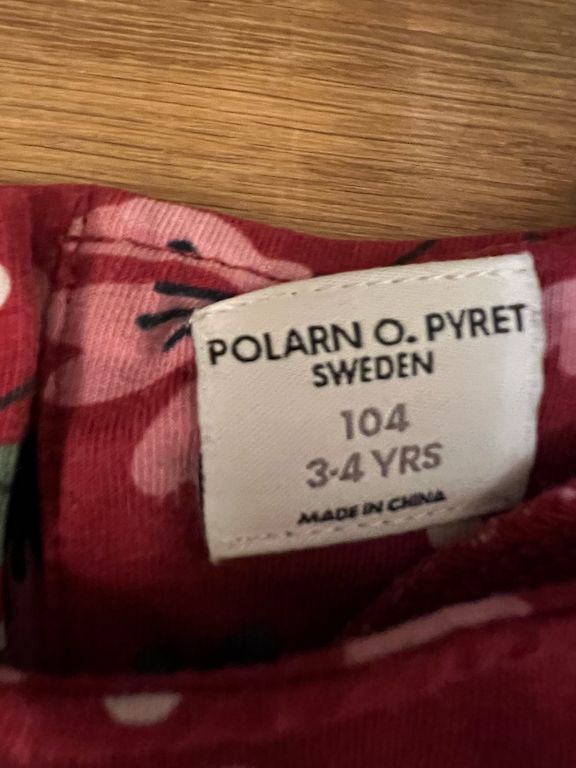 POLARN O. PYRET
SWEDEN
104
3-4 YRS
MADE IN CHINA